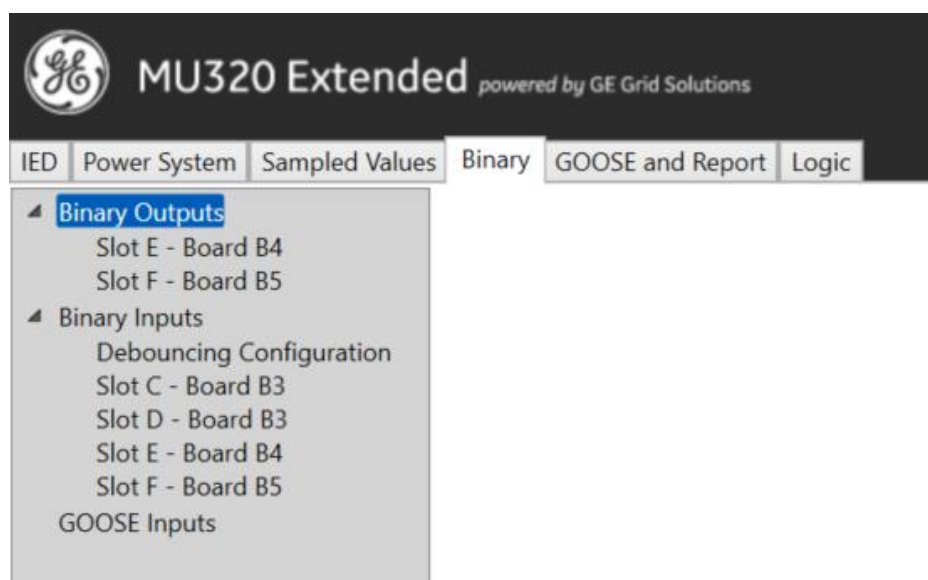 GE
MU320 Extended powered by GE Grid Solutions
IED Power System Sampled Values Binary GOOSE and Report Logic
Binary Outputs
Slot E - Board B4
Slot F - Board B5
Binary Inputs
Debouncing Configuration
Slot C - Board B3
Slot D - Board B3
Slot E - Board B4
Slot F - Board B5
GOOSE Inputs